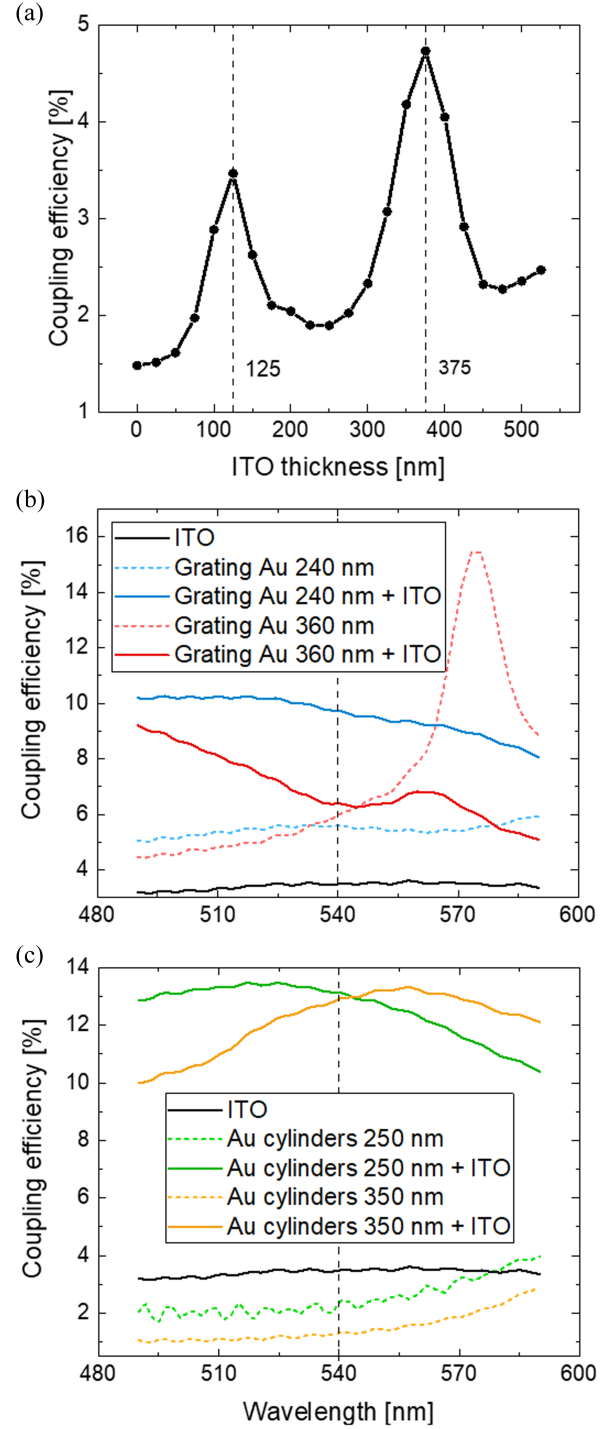 (a)
5
4
3
2
1
Coupling efficiency [%]
125
375
0 100 200 300 400 500
ITO thickness [nm]
(b)
16
14
12
10
8
6
4
Coupling efficiency [%]
ITO
Grating Au 240 nm
Grating Au 240 nm + ITO
Grating Au 360 nm
Grating Au 360 nm + ITO
480 510 540 570 600
(c)
14
12
10
8
6
4
2
Coupling efficiency [%]
ITO
Au cylinders 250 nm
Au cylinders 250 nm + ITO
Au cylinders 350 nm
Au cylinders 350 nm + ITO
480 510 540 570 600
Wavelength [nm]